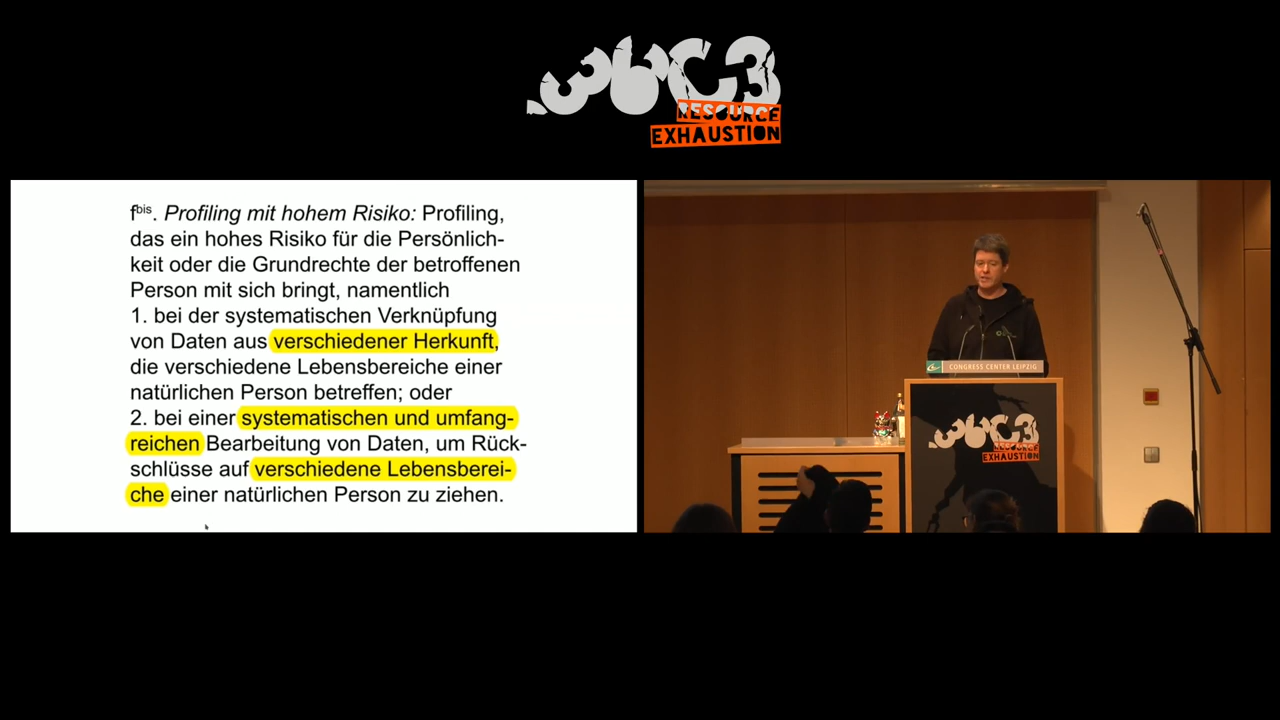 36C3
RESOURCE
EXHAUSTION
fbis. Profiling mit hohem Risiko: Profiling,
das ein hohes Risiko für die Persönlich-
keit oder die Grundrechte der betroffenen
Person mit sich bringt, namentlich
1. bei der systematischen Verknüpfung
von Daten aus verschiedener Herkunft,
die verschiedene Lebensbereiche einer
natürlichen Person betreffen; oder
2. bei einer systematischen und umfang-
reichen Bearbeitung von Daten, um Rück-
schlüsse auf verschiedene Lebensberei-
che einer natürlichen Person zu ziehen.
CONGRESS CENTER LEIPZIG
36C3
RESOURCE
EXHAUSTION